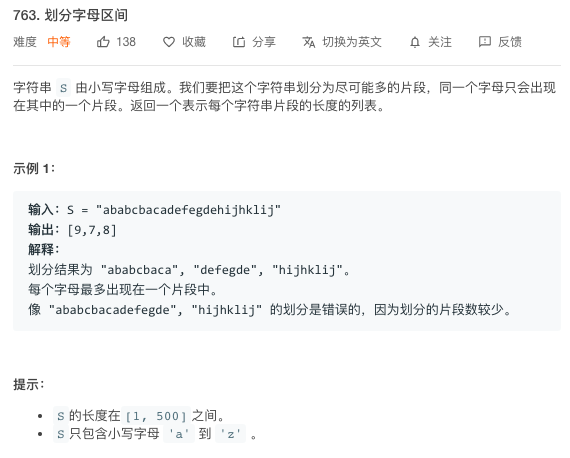 763. 划分字母区间
难度 中等 138 收藏 分享 切换为英文 关注 反馈
字符串 S 由小写字母组成。我们要把这个字符串划分为尽可能多的片段，同一个字母只会出现
在其中的一个片段。返回一个表示每个字符串片段的长度的列表。
示例 1：
输入：S = "ababcbacadefegdehijhklij"
输出：[9,7,8]
解释：
划分结果为 "ababcbaca", "defegde", "hijhklij"。
每个字母最多出现在一个片段中。
像 "ababcbacadefegde", "hijhklij" 的划分是错误的，因为划分的片段数较少。
提示：
• S 的长度在 [1, 500] 之间。
• S 只包含小写字母 'a' 到 'z' 。